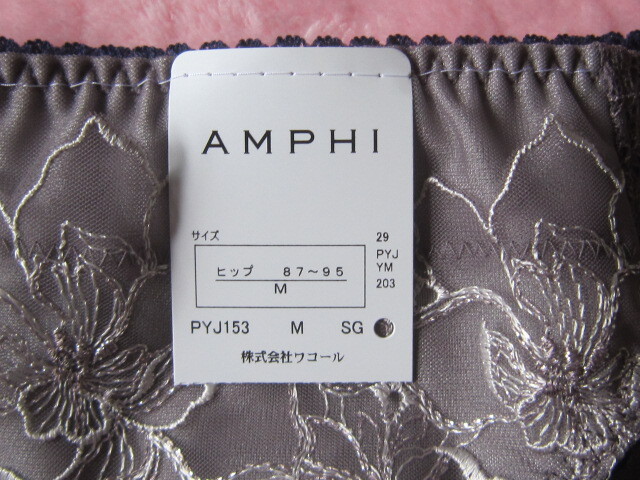 AMPHI
サイズ
ヒップ 87～95
M
29
PYJ
YM
203
PYJ153 M SG
株式会社ワコール